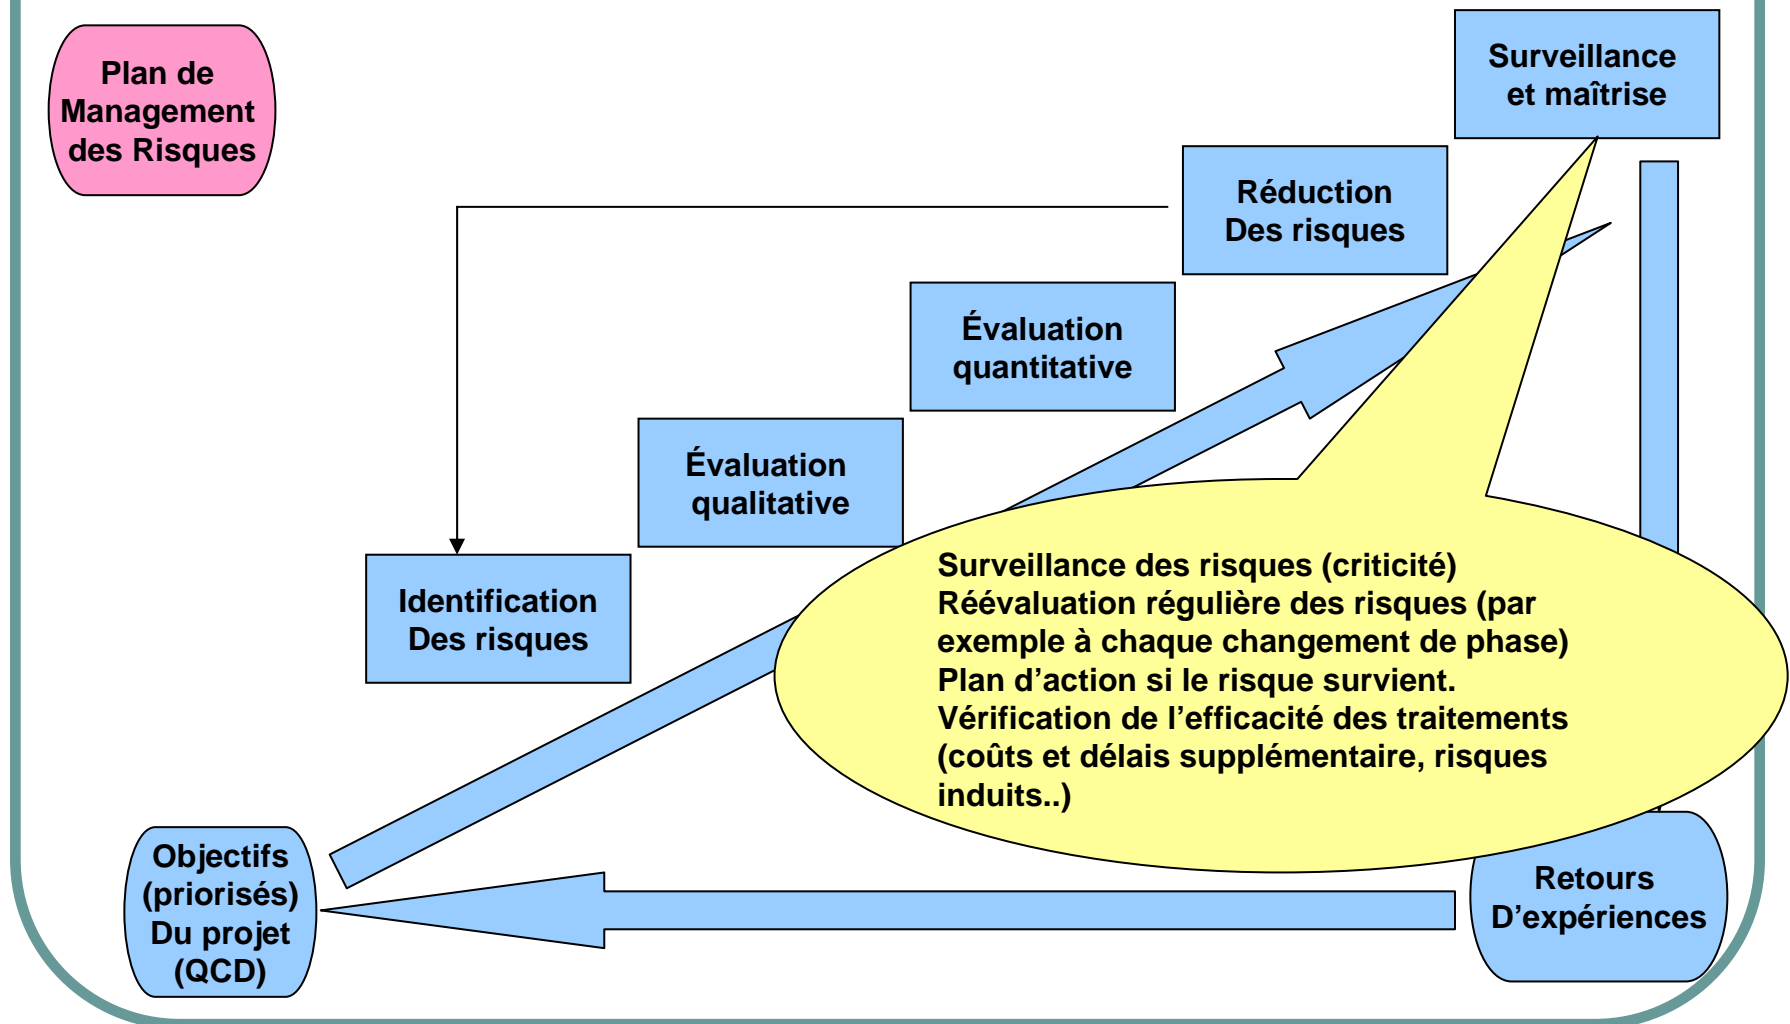 Plan de
Management
des Risques
Surveillance
et maîtrise
Réduction
Des risques
Évaluation
quantitative
Évaluation
qualitative
Identification
Des risques
Surveillance des risques (criticité)
Réévaluation régulière des risques (par
exemple à chaque changement de phase)
Plan d’action si le risque survient.
Vérification de l’efficacité des traitements
(coûts et délais supplémentaire, risques
induits..)
Objectifs
(priorisés)
Du projet
(QCD)
Retours
D’expériences